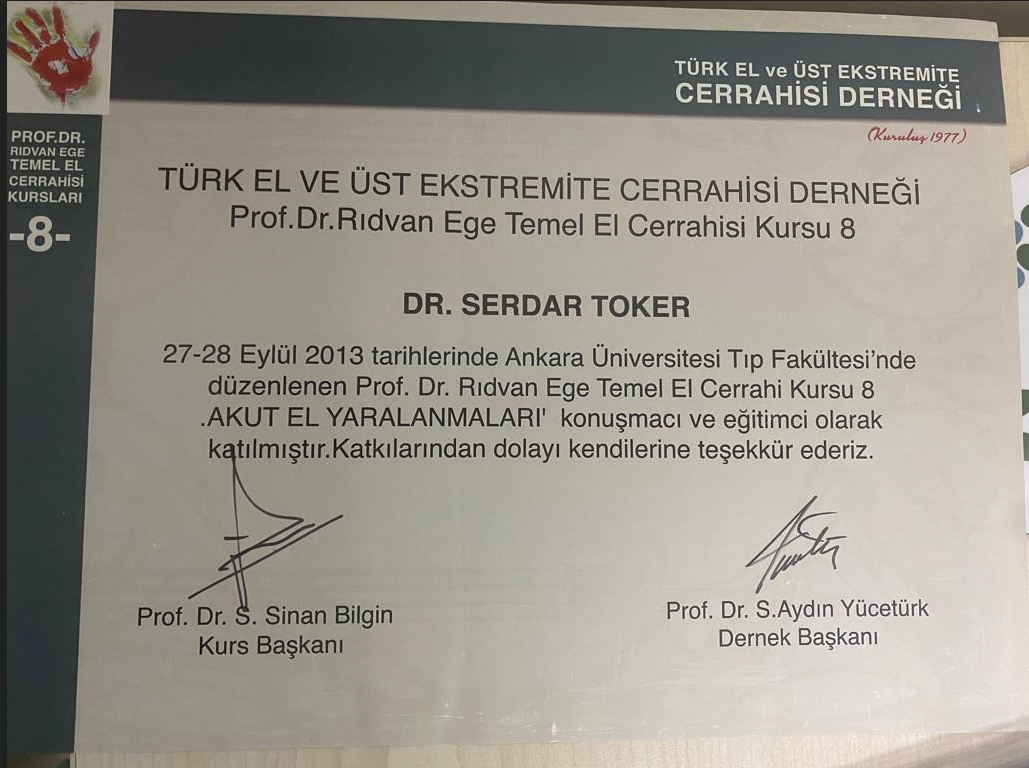 TÜRK EL ve ÜST EKSTREMİTE
CERRAHİSİ DERNEĞİ
(Kuruluş 1977)
PROF.DR.
RIDVAN EGE
TEMEL EL
CERRAHİSİ
KURSLARI
-8-
TÜRK EL VE ÜST EKSTREMİTE CERRAHİSİ DERNEĞİ
Prof.Dr.Rıdvan Ege Temel El Cerrahisi Kursu 8
DR. SERDAR TOKER
27-28 Eylül 2013 tarihlerinde Ankara Üniversitesi Tıp Fakültesi’nde
düzenlenen Prof. Dr. Rıdvan Ege Temel El Cerrahi Kursu 8
.AKUT EL YARALANMALARI' konuşmacı ve eğitimci olarak
katılmıştır.Katkılarından dolayı kendilerine teşekkür ederiz.
Prof. Dr. S. Sinan Bilgin
Kurs Başkanı
Prof. Dr. S.Aydın Yücetürk
Dernek Başkanı